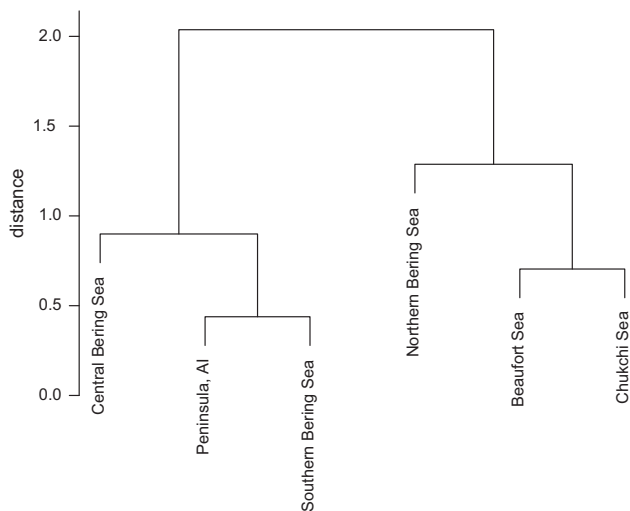 distance
2.0
1.5
1.0
0.5
0.0
Central Bering Sea
Peninsula, AI
Southern Bering Sea
Northern Bering Sea
Beaufort Sea
Chukchi Sea